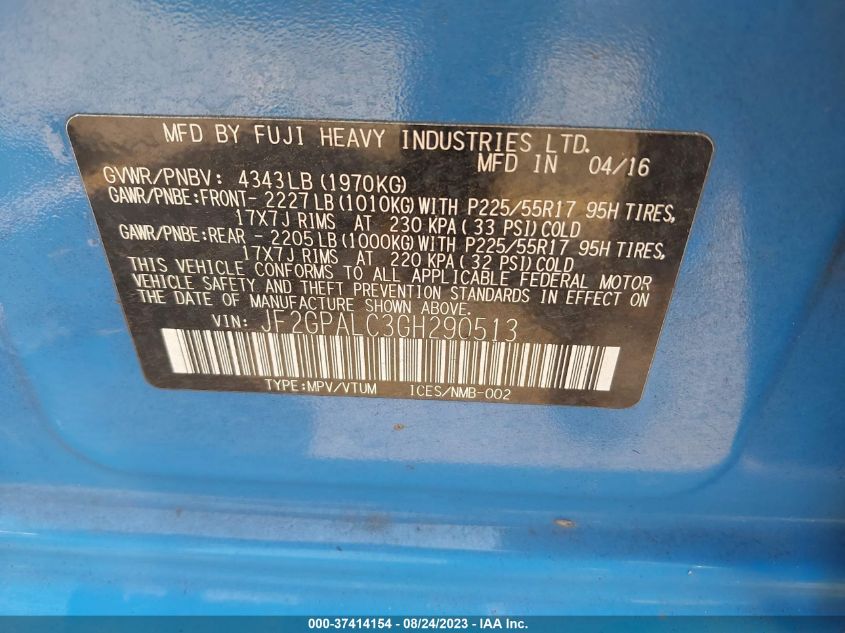 MFD BY FUJI HEAVY INDUSTRIES LTD.
MFD IN 04/16
GVWR/PNBV: 4343LB (1970KG)
GAWR/PNBE:FRONT- 2227LB (1010KG) WITH P225/55R17 95H TIRES,
17X7J RIMS AT 230 KPA (33 PSI) COLD
GAWR/PNBE:REAR - 2205LB (1000KG) WITH P225/55R17 95H TIRES,
17X7J RIMS AT 220 KPA (32 PSI) COLD
THIS VEHICLE CONFORMS TO ALL APPLICABLE FEDERAL MOTOR
VEHICLE SAFETY AND THEFT PREVENTION STANDARDS IN EFFECT ON
THE DATE OF MANUFACTURE SHOWN ABOVE.
VIN: JF2GPALC3GH290513
TYPE:MPV/VTUM ICES/NMB-002
000-37414154 - 08/24/2023 - IAA Inc.